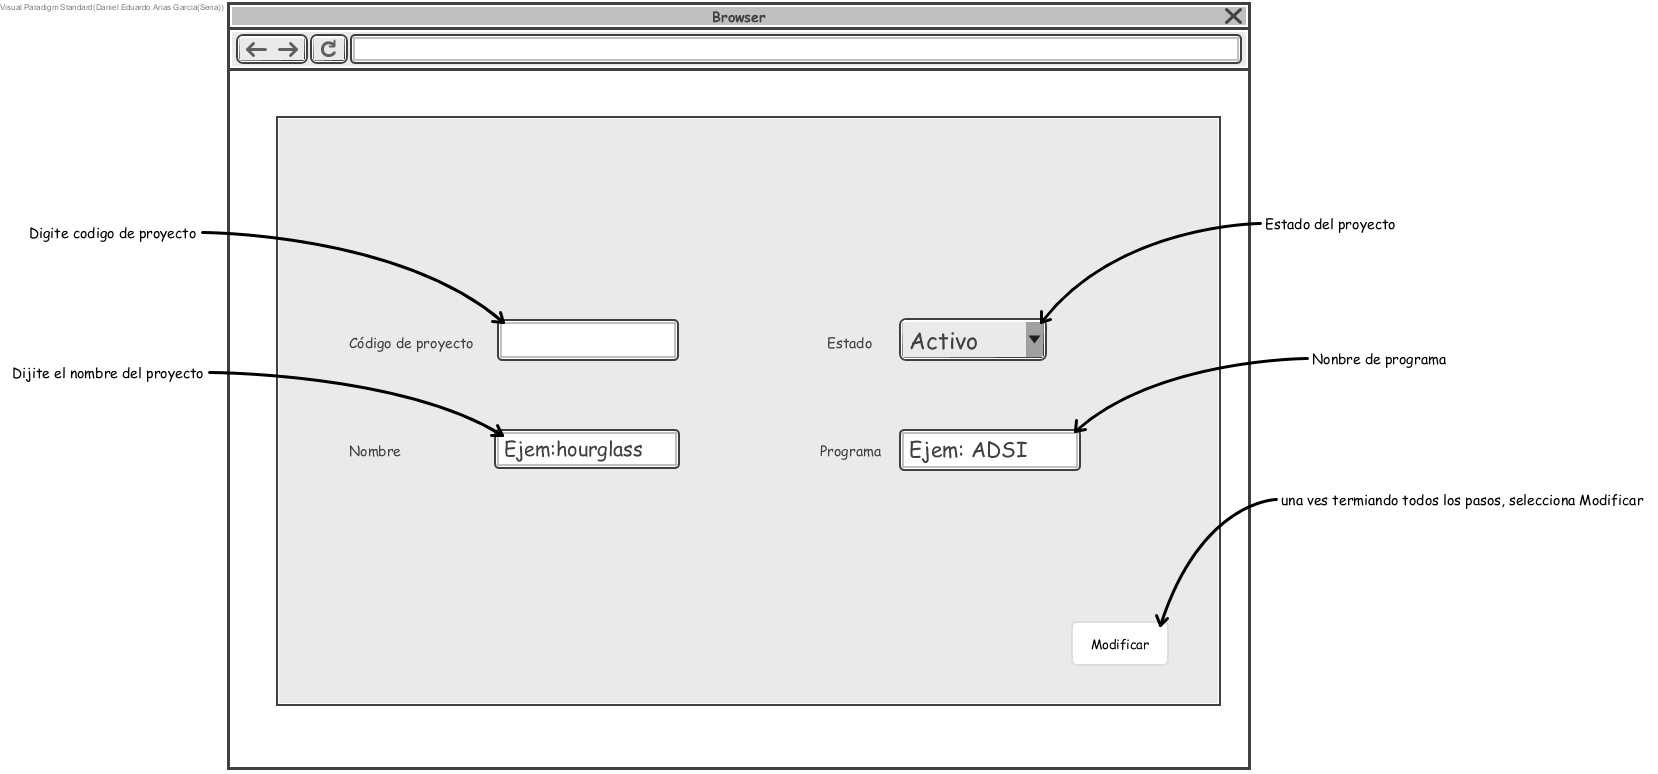 Visual Paradigm Standard(Daniel Eduardo Arias Garcia(Sena))
Browser
Digite codigo de proyecto
Estado del proyecto
Código de proyecto
Estado
Activo
Dijite el nombre del proyecto
Nonbre de programa
Nombre
Ejem:hourglass
Programa
Ejem: ADSI
una ves termiando todos los pasos, selecciona Modificar
Modificar